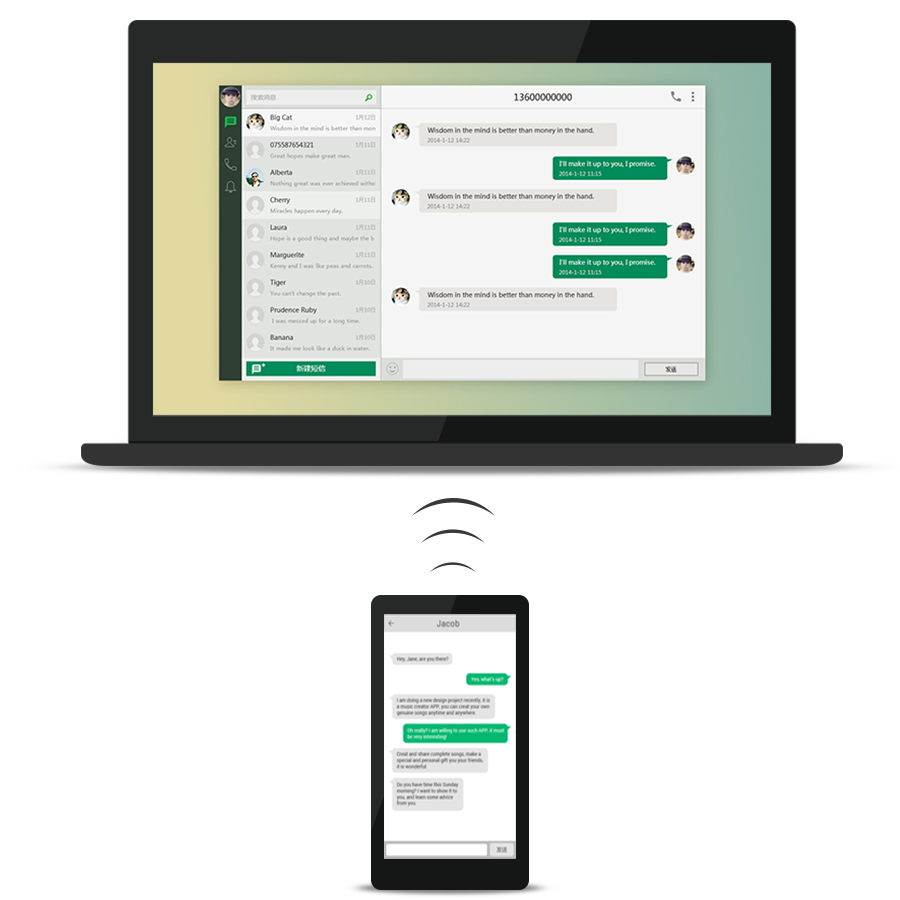 搜索消息
Big Cat 1月12日
Wisdom in the mind is better than mon
075587654321 1月11日
Great hopes make great man.
Alberta 1月11日
Nothing great was ever achieved witho
Cherry 1月11日
Miracles happen every day.
Laura 1月11日
Hope is a good thing and maybe the b
Marguerite 1月11日
Kenny and I was like peas and carrots.
Tiger 1月10日
You can't change the past.
Prudence Ruby 1月10日
I was messed up for a long time.
Banana 1月10日
It made me look like a duck in water.
新建短信
13600000000
Wisdom in the mind is better than money in the hand.
2014-1-12 14:22
I'll make it up to you, I promise.
2014-1-12 11:15
Wisdom in the mind is better than money in the hand.
2014-1-12 14:22
I'll make it up to you, I promise.
2014-1-12 11:15
I'll make it up to you, I promise.
2014-1-12 11:15
Wisdom in the mind is better than money in the hand.
2014-1-12 14:22
发送
Jacob
Hey, Jane, are you there?
Yes, what's up?
I am doing a new design project recently, it is
a music creator APP, you can creat your own
genuine songs anytime and anywhere.
Oh really? I am willing to use such APP, it must
be very interesting!
Creat and share complete songs, make a
special and personal gift you your friends,
it is wonderful.
Do you have time this Sunday
morning? I want to show it to
you, and learn some advice
from you.
发送